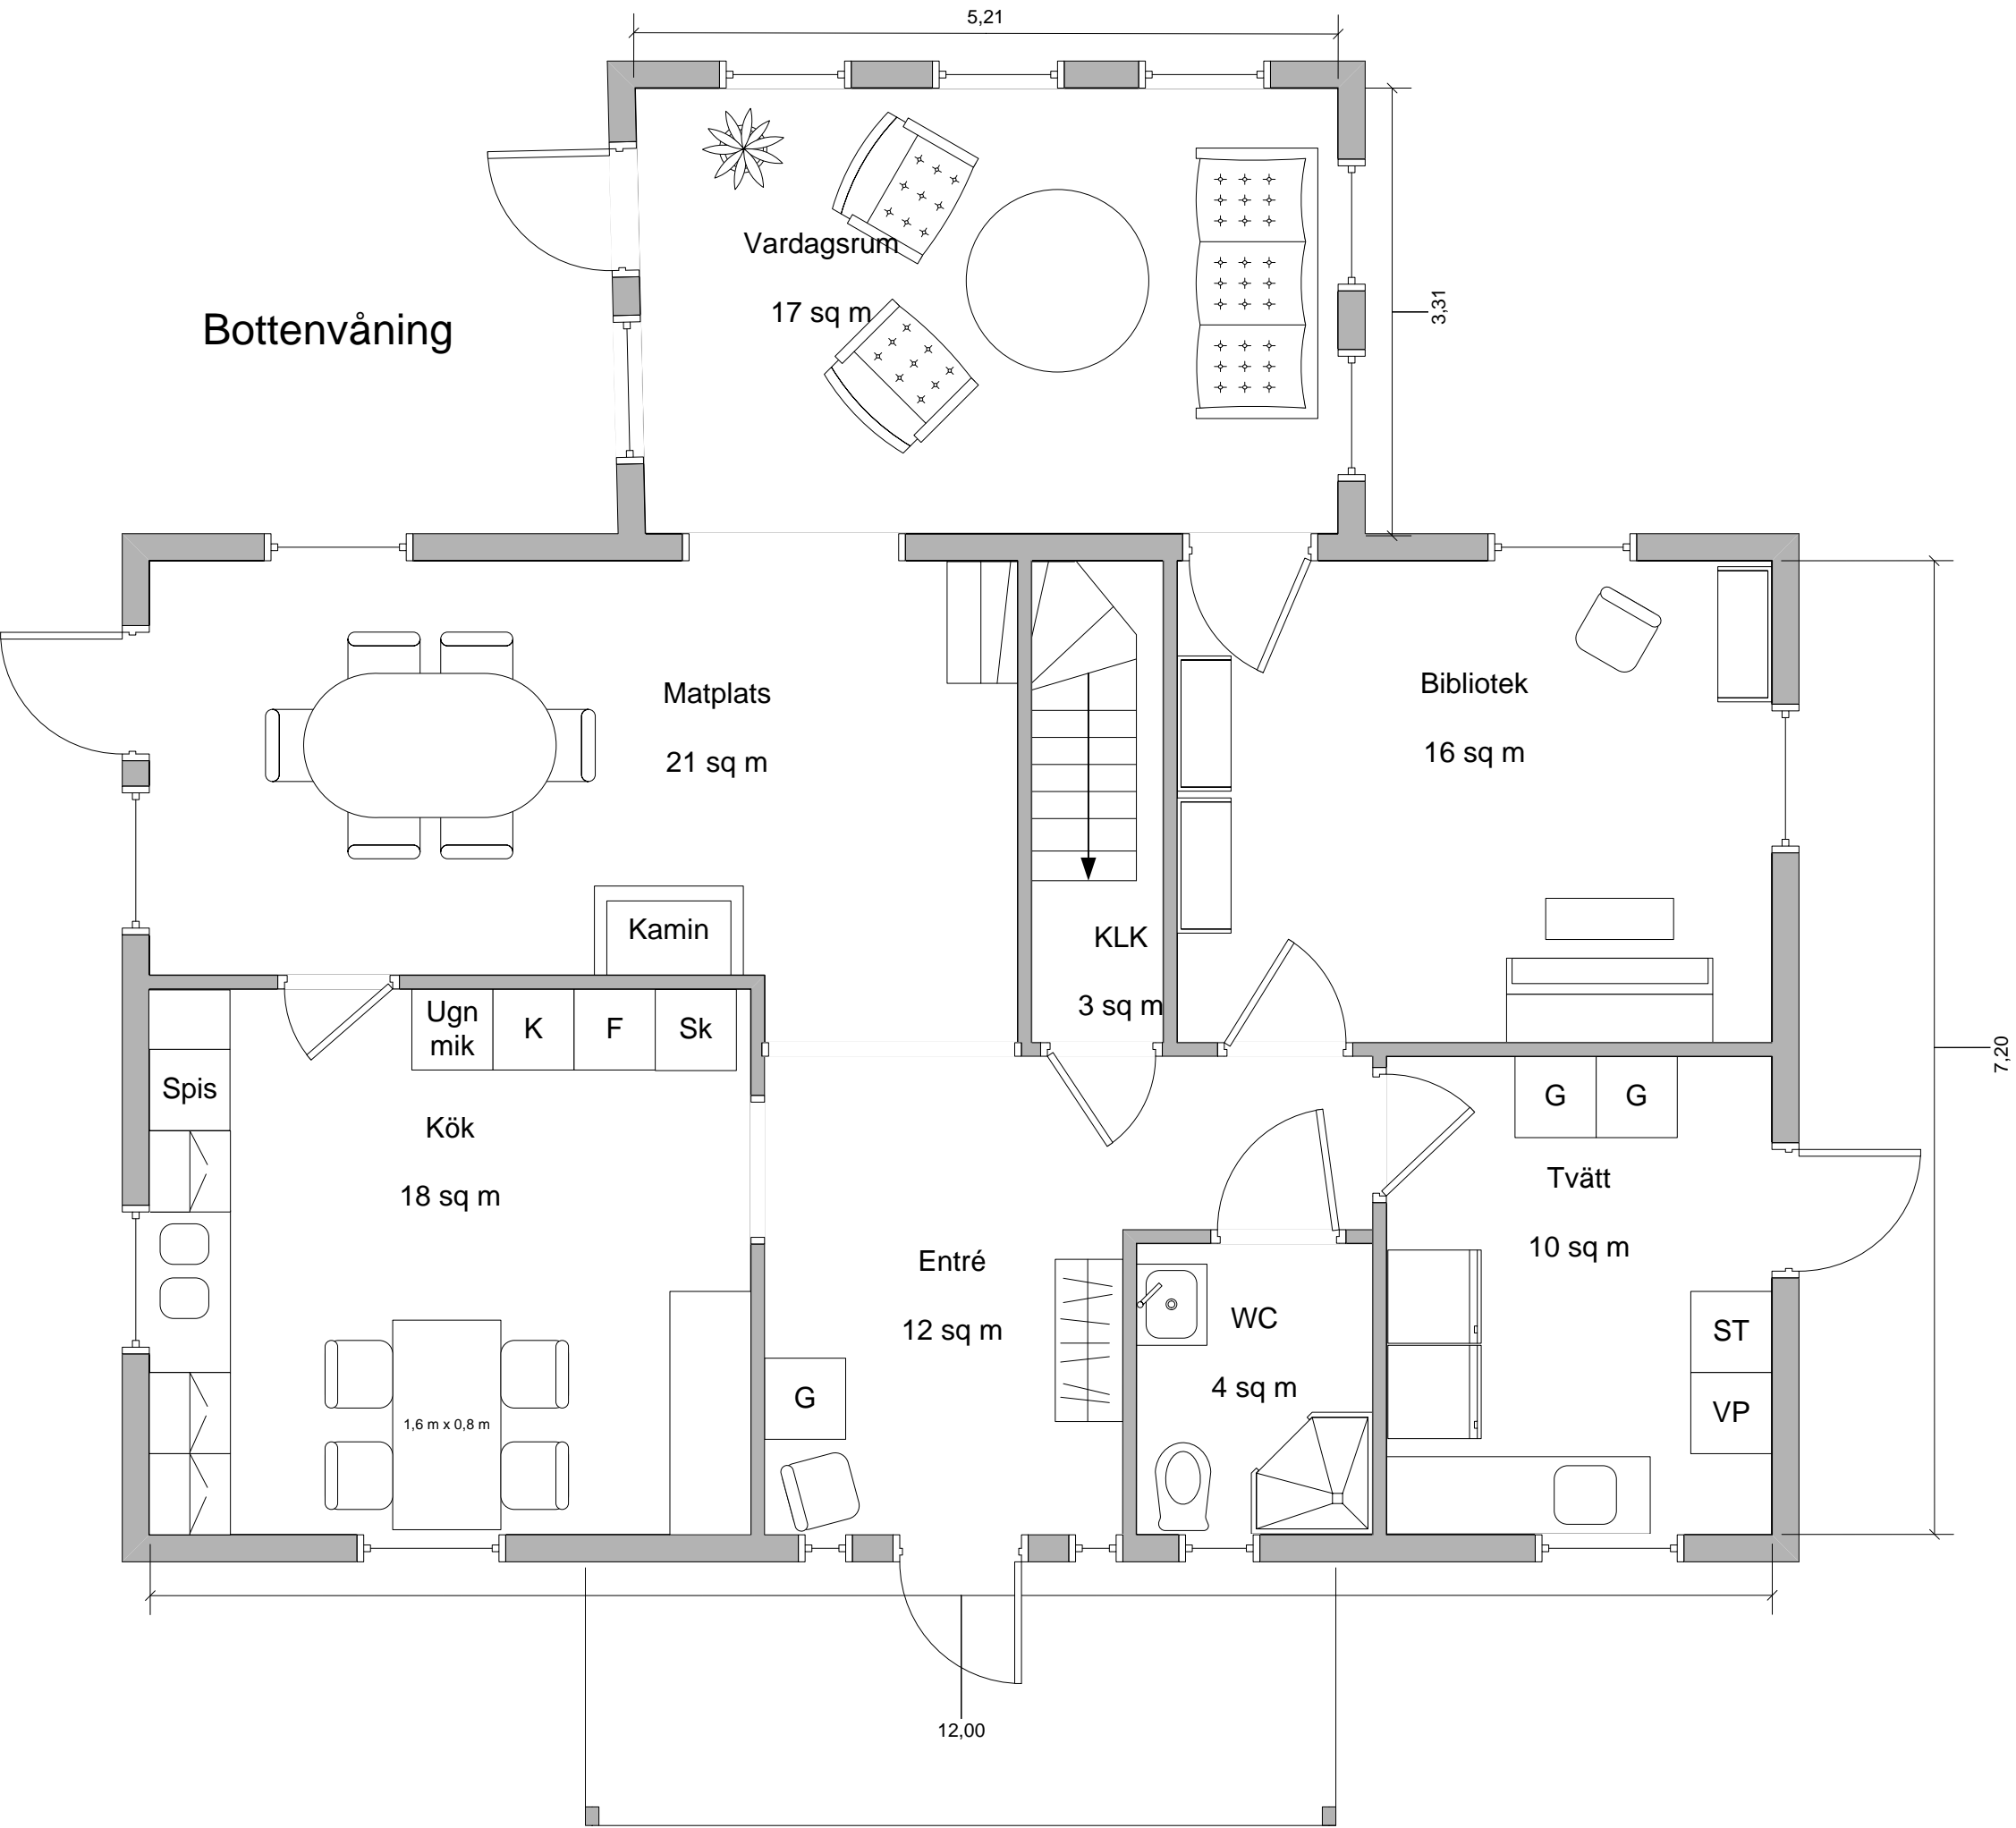 5,21
Vardagsrum
17 sq m
3,31
Bottenvåning
Matplats
21 sq m
Bibliotek
16 sq m
Kamin
KLK
3 sq m
Ugn
mik
K
F
Sk
Spis
Kök
18 sq m
G
G
7,20
Tvätt
10 sq m
Entré
12 sq m
WC
4 sq m
ST
VP
G
1,6 m x 0,8 m
12,00